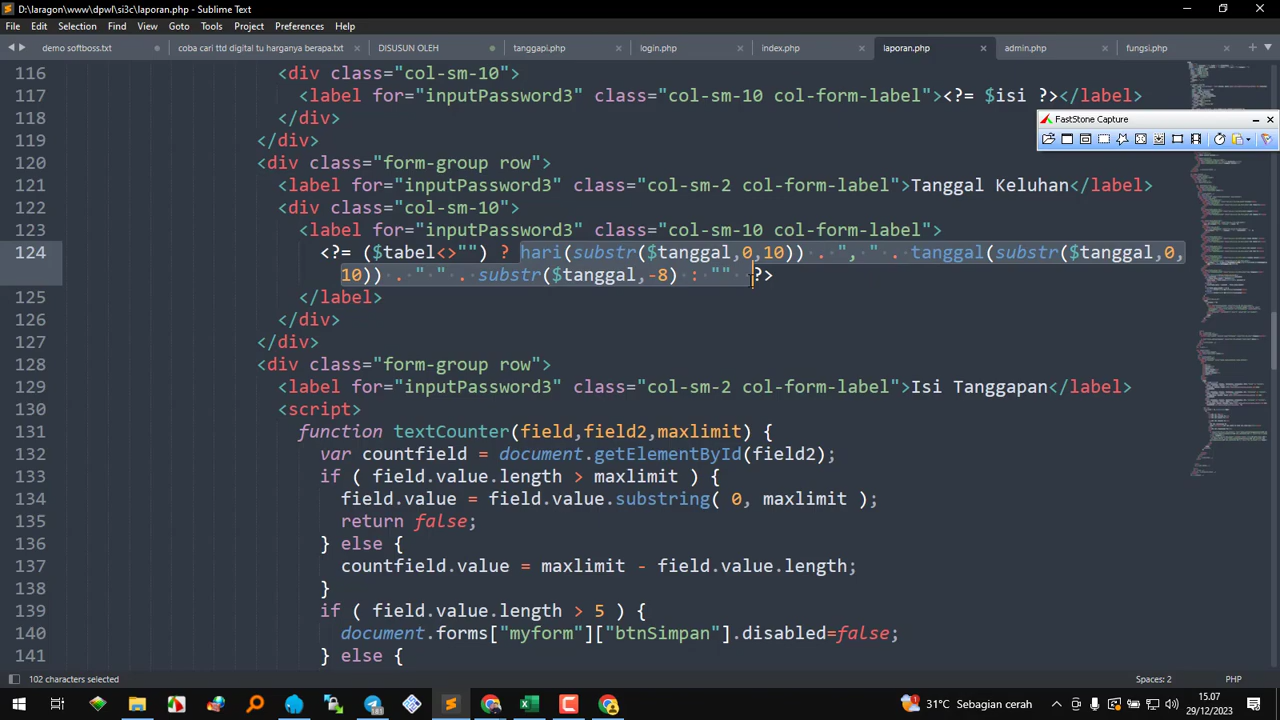 D:\laragon\www\dpwl\si3c\laporan.php - Sublime Text
File Edit Selection Find View Goto Tools Project Preferences Help
demo softboss.txt coba cari ttd digital tu harganya berapa.txt DISUSUN OLEH tanggapi.php login.php index.php laporan.php admin.php fungsi.php
FastStone Capture
116 <div class="col-sm-10">
117 <label for="inputPassword3" class="col-sm-10 col-form-label"><?= $isi ?></label>
118 </div>
119 </div>
120 <div class="form-group row">
121 <label for="inputPassword3" class="col-sm-2 col-form-label">Tanggal Keluhan</label>
122 <div class="col-sm-10">
123 <label for="inputPassword3" class="col-sm-10 col-form-label">
124 <?= ($tabel<>"") ? hari(substr($tanggal,0,10)) . ", " . tanggal(substr($tanggal,0,
10)) . " " . substr($tanggal,-8) : "" ?>
125 </label>
126 </div>
127 </div>
128 <div class="form-group row">
129 <label for="inputPassword3" class="col-sm-2 col-form-label">Isi Tanggapan</label>
130 <script>
131 function textCounter(field,field2,maxlimit) {
132 var countfield = document.getElementById(field2);
133 if ( field.value.length > maxlimit ) {
134 field.value = field.value.substring( 0, maxlimit );
135 return false;
136 } else {
137 countfield.value = maxlimit - field.value.length;
138 }
139 if ( field.value.length > 5 ) {
140 document.forms["myform"]["btnSimpan"].disabled=false;
141 } else {
102 characters selected Spaces: 2 PHP
31°C Sebagian cerah 15.07
29/12/2023